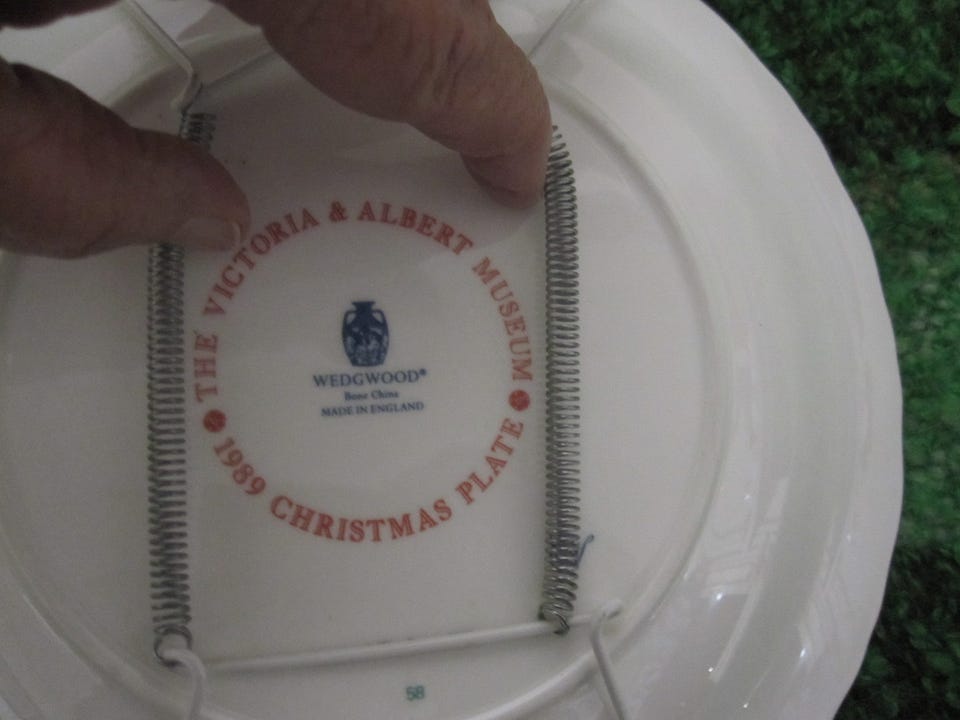 THE VICTORIA & ALBERT MUSEUM
WEDGWOOD®
Bone China
MADE IN ENGLAND
1989 CHRISTMAS PLATE
58